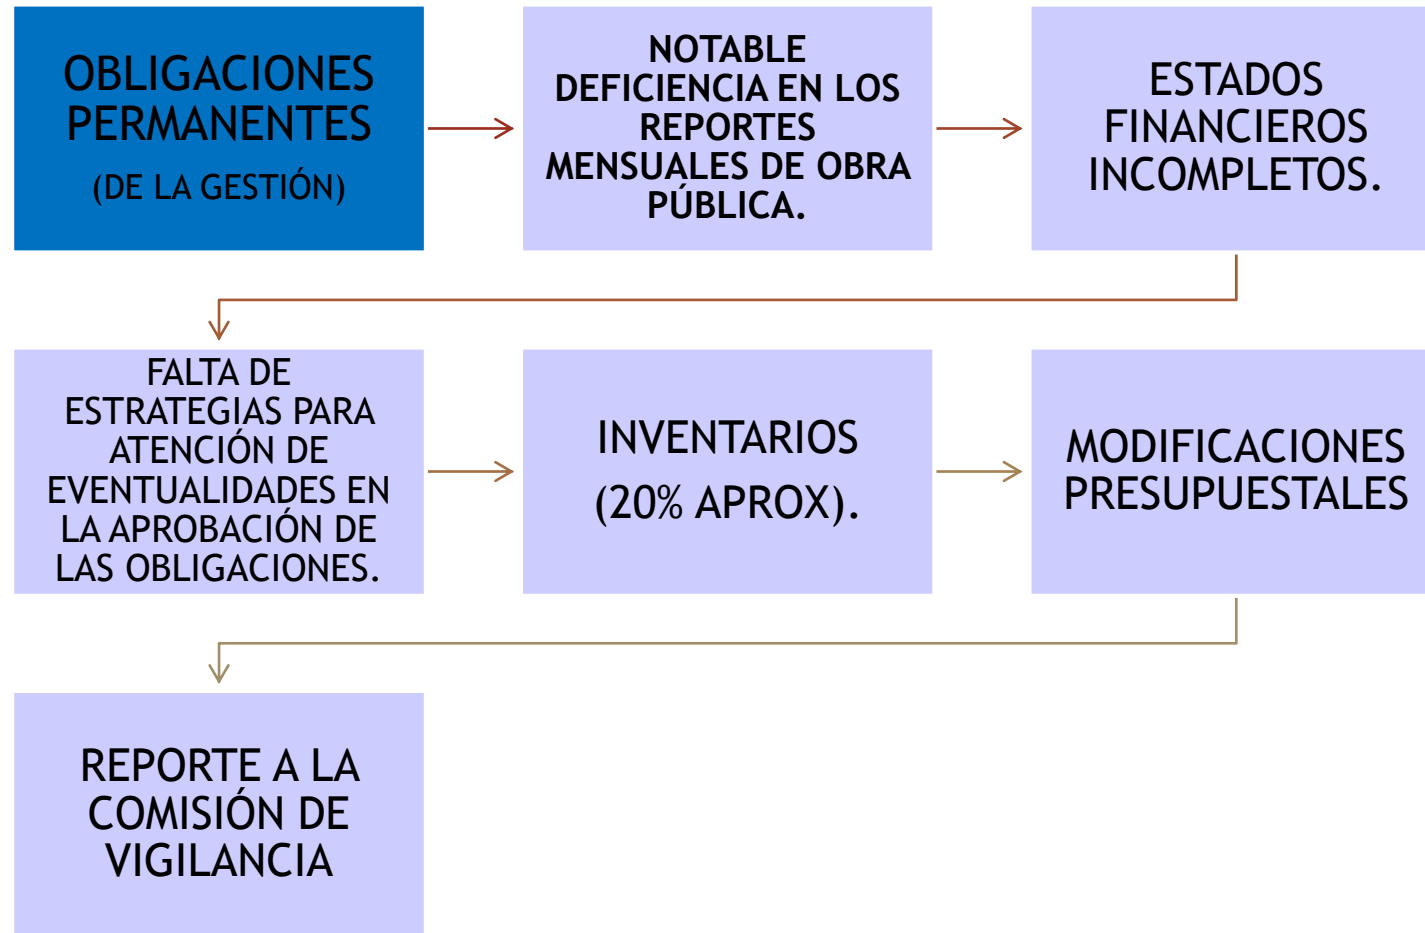 OBLIGACIONES
PERMANENTES
(DE LA GESTIÓN)
NOTABLE
DEFICIENCIA EN LOS
REPORTES
MENSUALES DE OBRA
PÚBLICA.
ESTADOS
FINANCIEROS
INCOMPLETOS.
FALTA DE
ESTRATEGIAS PARA
ATENCIÓN DE
EVENTUALIDADES EN
LA APROBACIÓN DE
LAS OBLIGACIONES.
INVENTARIOS
(20% APROX).
MODIFICACIONES
PRESUPUESTALES
REPORTE A LA
COMISIÓN DE
VIGILANCIA